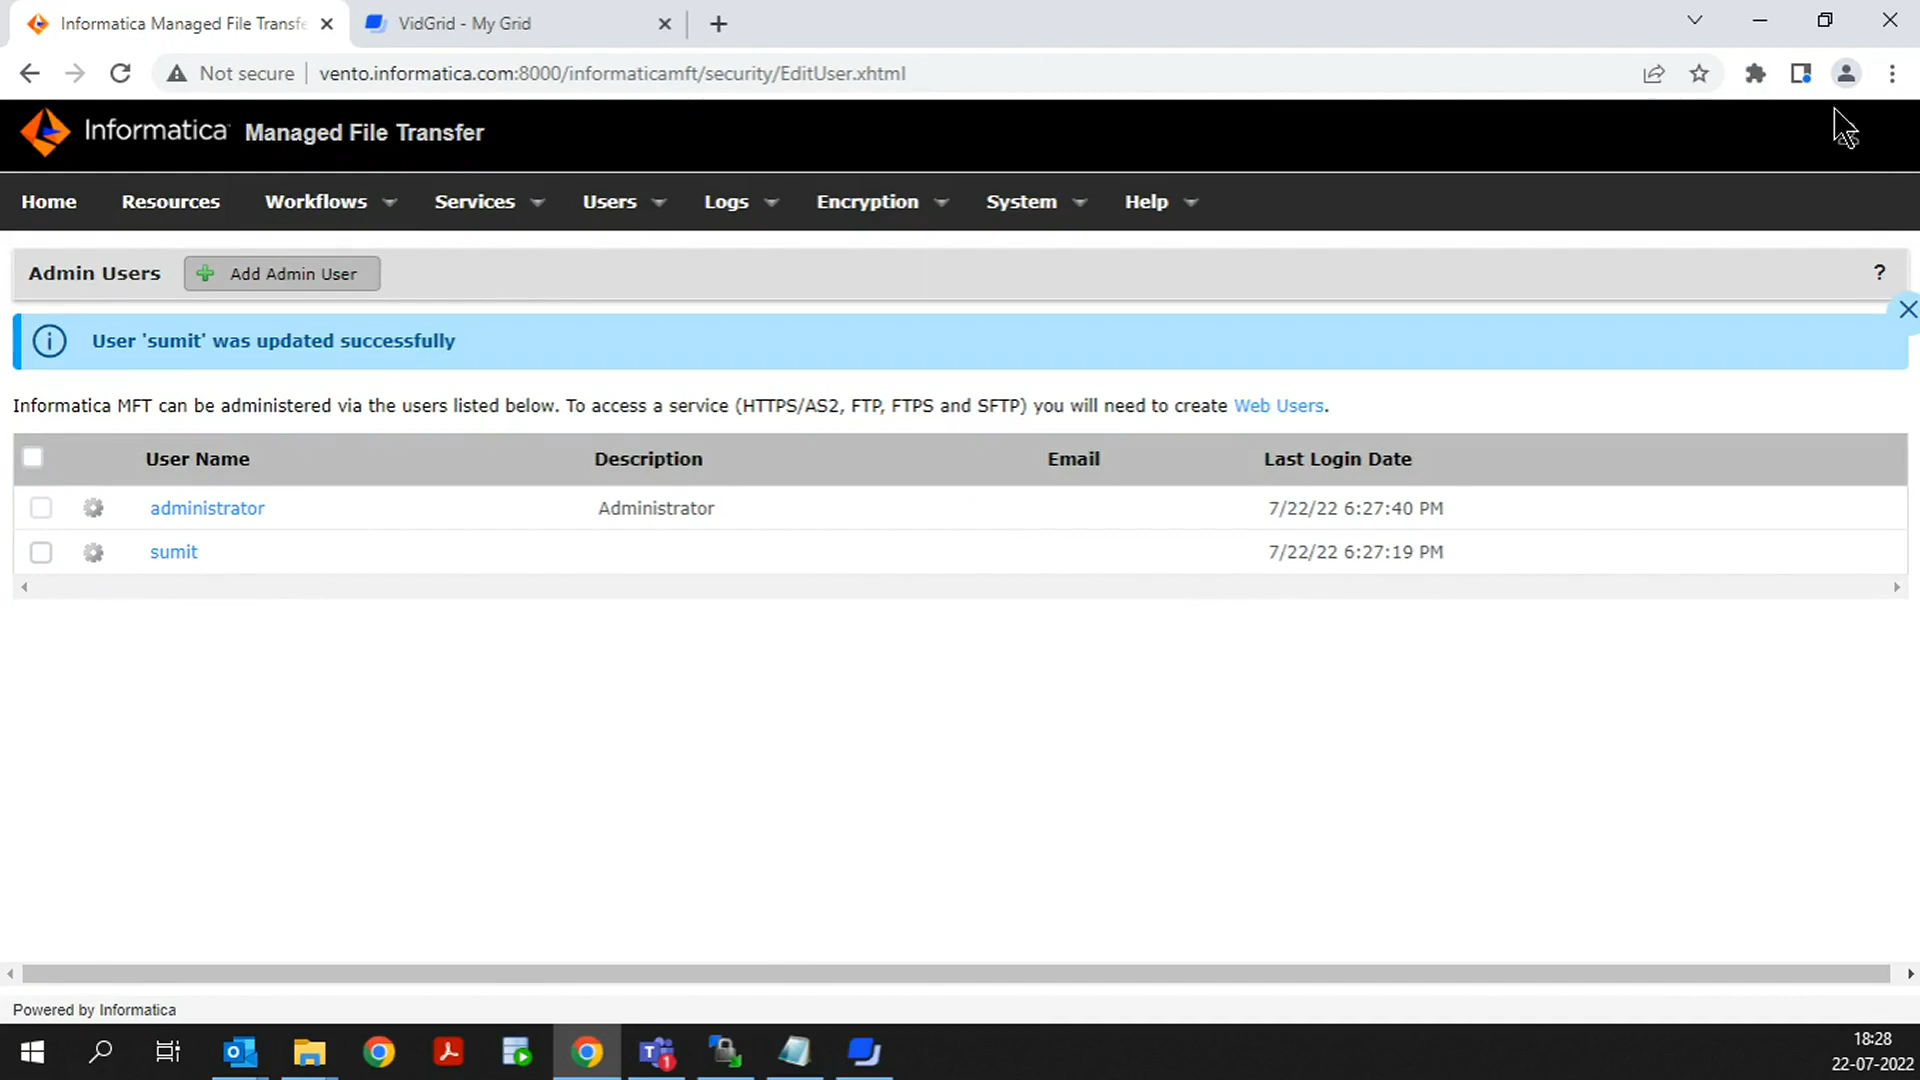 Informatica Managed File Transfe
VidGrid - My Grid
Not secure
vento.informatica.com:8000/informaticamft/security/EditUser.xhtml
Informatica Managed File Transfer
Home Resources Workflows Services Users Logs Encryption System Help
Admin Users Add Admin User ?
User 'sumit' was updated successfully
Informatica MFT can be administered via the users listed below. To access a service (HTTPS/AS2, FTP, FTPS and SFTP) you will need to create Web Users.
User Name Description Email Last Login Date
administrator Administrator 7/22/22 6:27:40 PM
sumit 7/22/22 6:27:19 PM
Powered by Informatica
1
18:28
22-07-2022